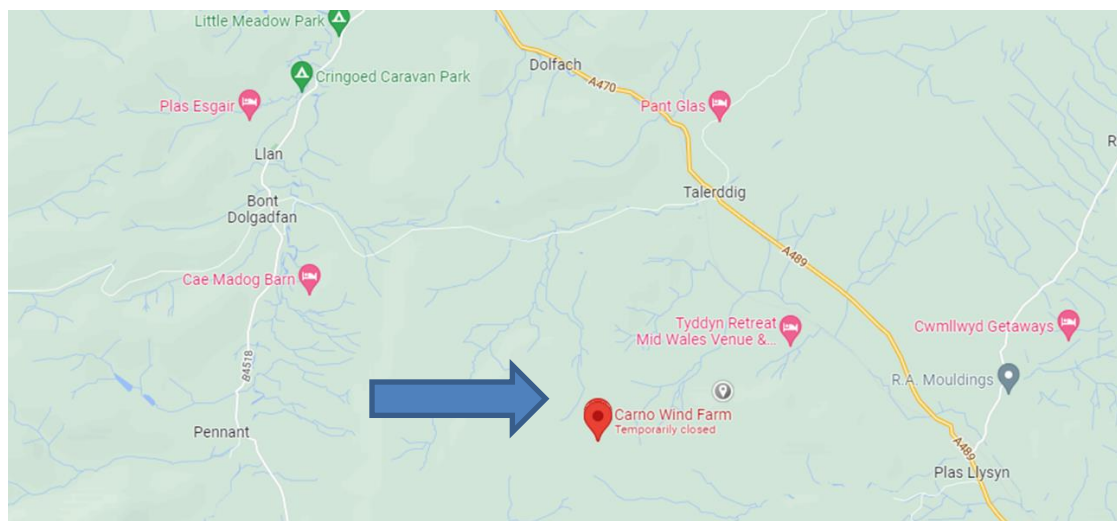 Little Meadow Park
Cringoed Caravan Park
Plas Esgair
Llan
Bont
Dolgadfan
Cae Madog Barn
B4518
Pennant
Dolfach
A470
Pant Glas
Talerddig
A489
Tyddyn Retreat
Mid Wales Venue &...
Cwmllwyd Getaways
R.A. Mouldings
Carno Wind Farm
Temporarily closed
A489
Plas Llysyn
R